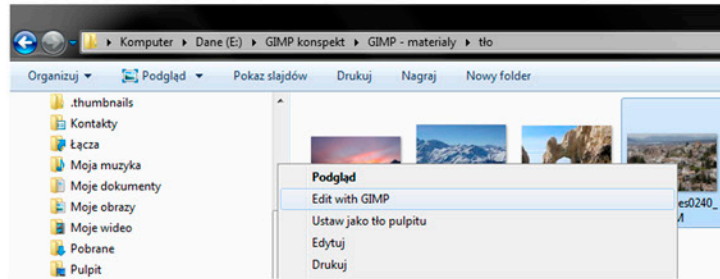 Komputer ▸ Dane (E:) ▸ GIMP konspekt ▸ GIMP - materialy ▸ tło
Organizuj Podgląd Pokaz slajdów Drukuj Nagraj Nowy folder
.thumbnails
Kontakty
Łącza
Moja muzyka
Moje dokumenty
Moje obrazy
Moje wideo
Pobrane
Pulpit
Podgląd
Edit with GIMP
Ustaw jako tło pulpitu
Edytuj
Drukuj
es0240_